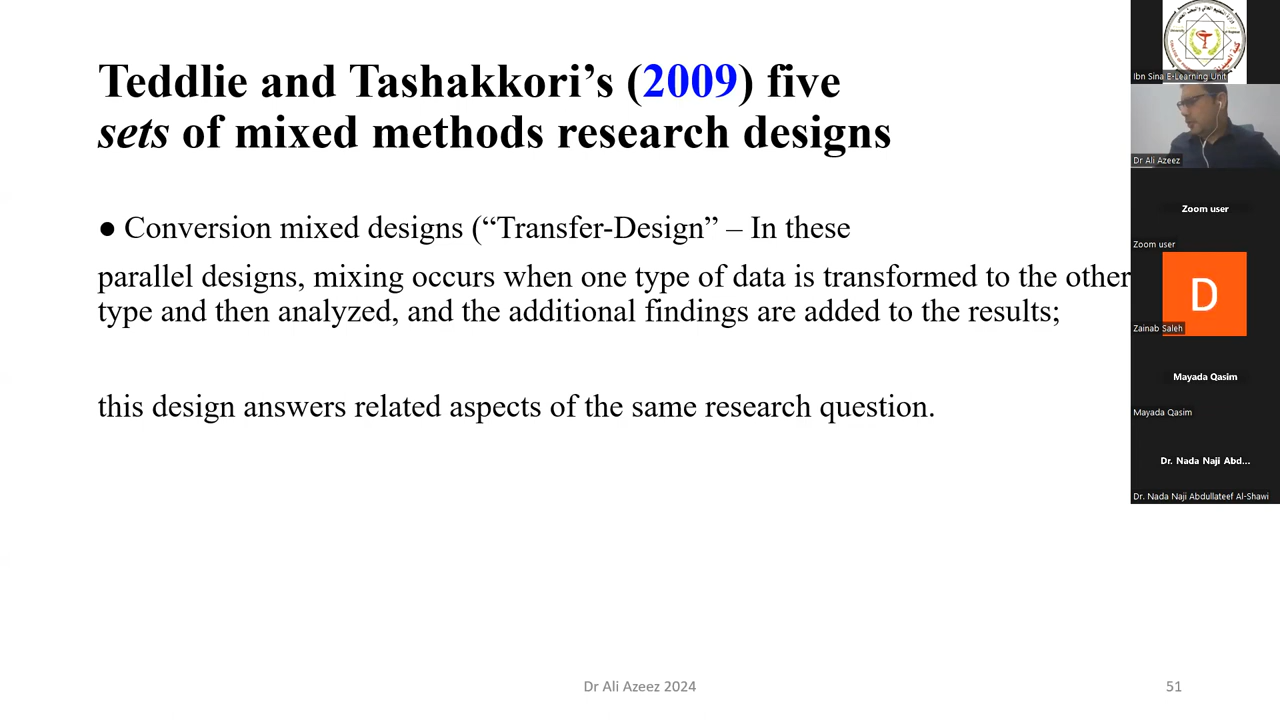 Teddlie and Tashakkori’s (2009) five
sets of mixed methods research designs
● Conversion mixed designs (“Transfer-Design” – In these
parallel designs, mixing occurs when one type of data is transformed to the other
type and then analyzed, and the additional findings are added to the results;
this design answers related aspects of the same research question.
Dr Ali Azeez 2024
51
Ibn Sina E-Learning Unit
Dr Ali Azeez
Zoom user
Zoom user
D
Zainab Saleh
Mayada Qasim
Mayada Qasim
Dr. Nada Naji Abd...
Dr. Nada Naji Abdullateef Al-Shawi